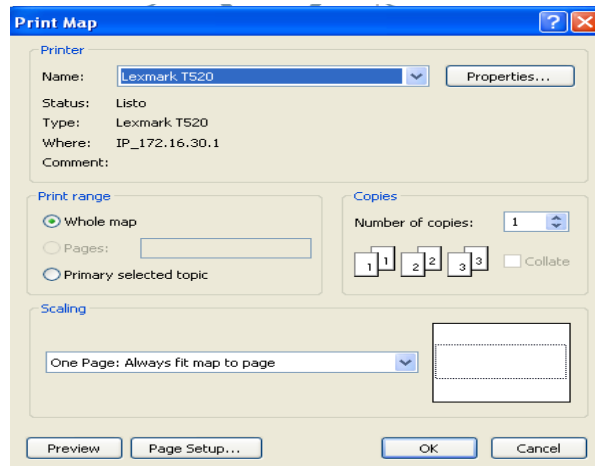 Print Map
Printer
Name: Lexmark T520 Properties...
Status: Listo
Type: Lexmark T520
Where: IP_172.16.30.1
Comment:
Print range
Whole map
Pages:
Primary selected topic
Copies
Number of copies: 1
1 1 2 2 3 3 Collate
Scaling
One Page: Always fit map to page
Preview Page Setup... OK Cancel